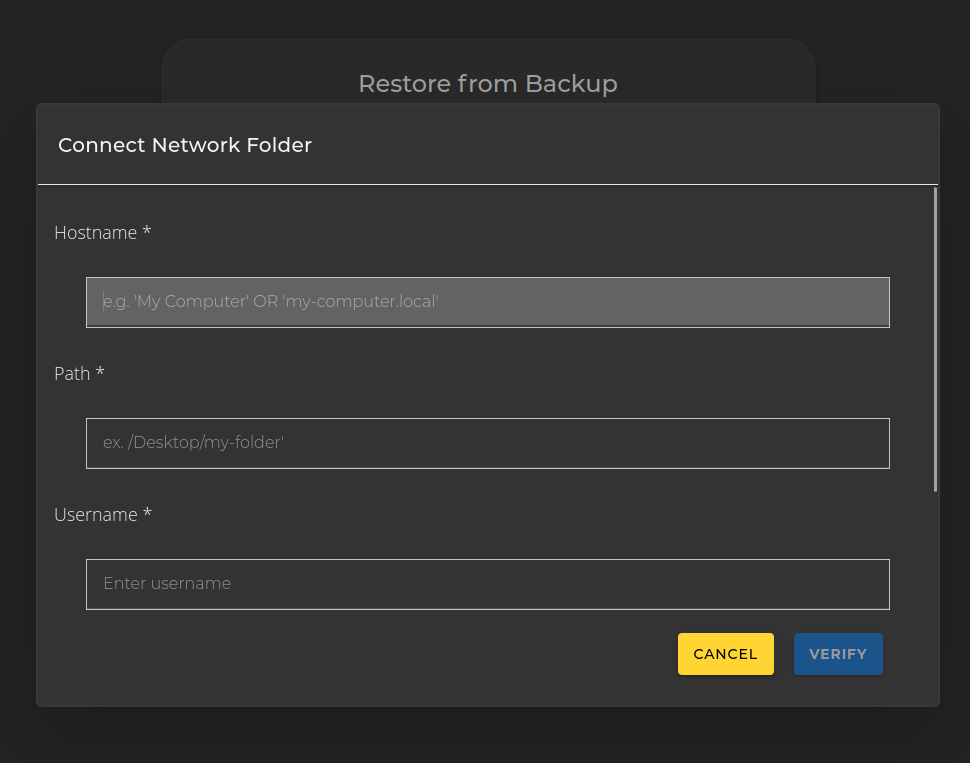 Restore from Backup
Connect Network Folder
Hostname *
e.g. 'My Computer' OR 'my-computer.local'
Path *
ex. /Desktop/my-folder'
Username *
Enter username
CANCEL
VERIFY